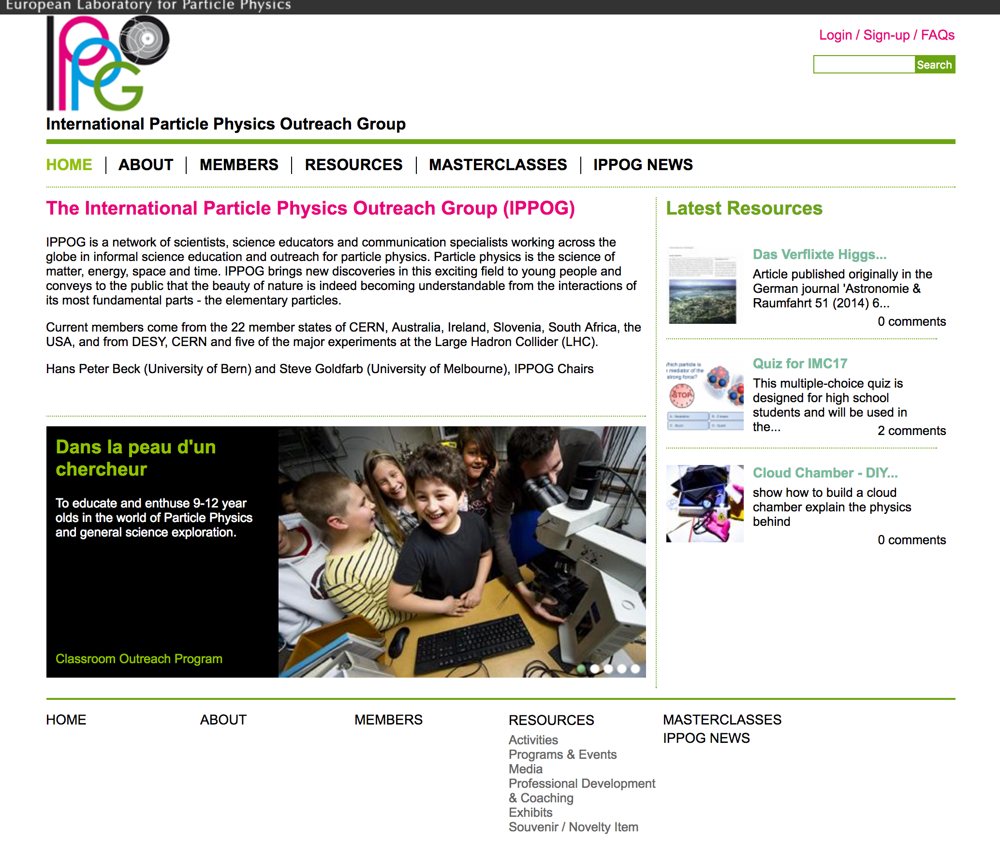 European Laboratory for Particle Physics
IPPOG
Login / Sign-up / FAQs
Search
International Particle Physics Outreach Group
HOME
ABOUT
MEMBERS
RESOURCES
MASTERCLASSES
IPPOG NEWS
The International Particle Physics Outreach Group (IPPOG)
IPPOG is a network of scientists, science educators and communication specialists working across the
globe in informal science education and outreach for particle physics. Particle physics is the science of
matter, energy, space and time. IPPOG brings new discoveries in this exciting field to young people and
conveys to the public that the beauty of nature is indeed becoming understandable from the interactions of
its most fundamental parts - the elementary particles.
Current members come from the 22 member states of CERN, Australia, Ireland, Slovenia, South Africa, the
USA, and from DESY, CERN and five of the major experiments at the Large Hadron Collider (LHC).
Hans Peter Beck (University of Bern) and Steve Goldfarb (University of Melbourne), IPPOG Chairs
Dans la peau d'un
chercheur
To educate and enthuse 9-12 year
olds in the world of Particle Physics
and general science exploration.
Classroom Outreach Program
Latest Resources
Das Verflixte Higgs...
Article published originally in the
German journal 'Astronomie &
Raumfahrt 51 (2014) 6...
0 comments
hich particle is
mediator of the
strong force?
STOP
Quiz for IMC17
This multiple-choice quiz is
designed for high school
students and will be used in
the...
2 comments
Cloud Chamber - DIY...
show how to build a cloud
chamber explain the physics
behind
0 comments
HOME
ABOUT
MEMBERS
RESOURCES
Activities
Programs & Events
Media
Professional Development
& Coaching
Exhibits
Souvenir / Novelty Item
MASTERCLASSES
IPPOG NEWS